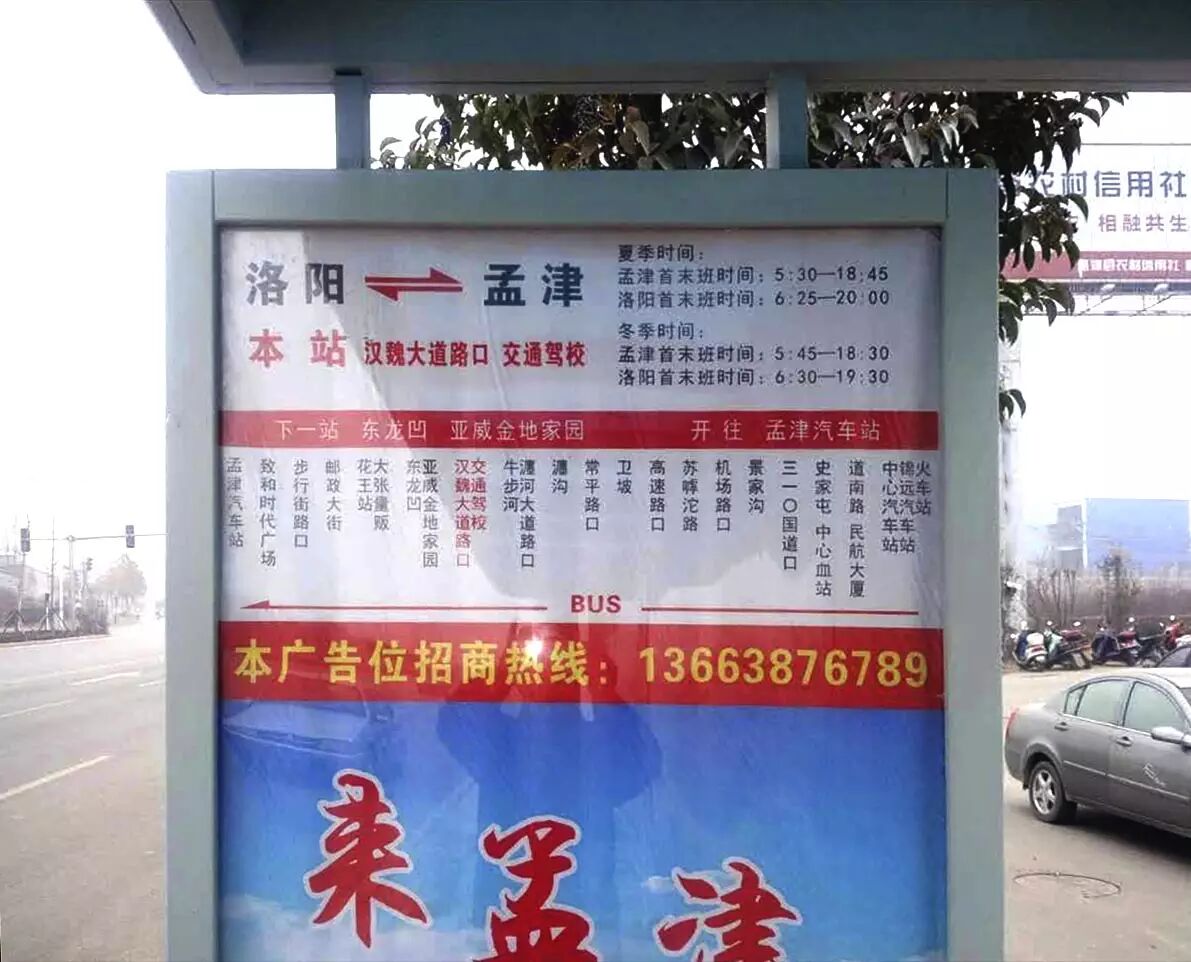 洛阳 孟津
本站 汉魏大道路口 交通驾校
夏季时间:
孟津首末班时间:5:30—18:45
洛阳首末班时间:6:25—20:00
冬季时间:
孟津首末班时间:5:45—18:30
洛阳首末班时间:6:30—19:30
下一站 东龙凹 亚威金地家园 开往 孟津汽车站
孟津汽车站
致和时代广场
步行街路口
邮政大街
大张量贩
花王站
亚威金地家园
东龙凹
交通驾校
汉魏大道路口
瀍河大道路口
牛步河
瀍沟
常平路口
卫坡
高速路口
苏滹沱路
机场路口
景家沟
三一〇国道口
史家屯 中心血站
道南路 民航大厦
火车站
锦远汽车站
中心汽车站
BUS
本广告位招商热线:13663876789
来孟津
农村信用社
相融共生
孟津县农村信用社